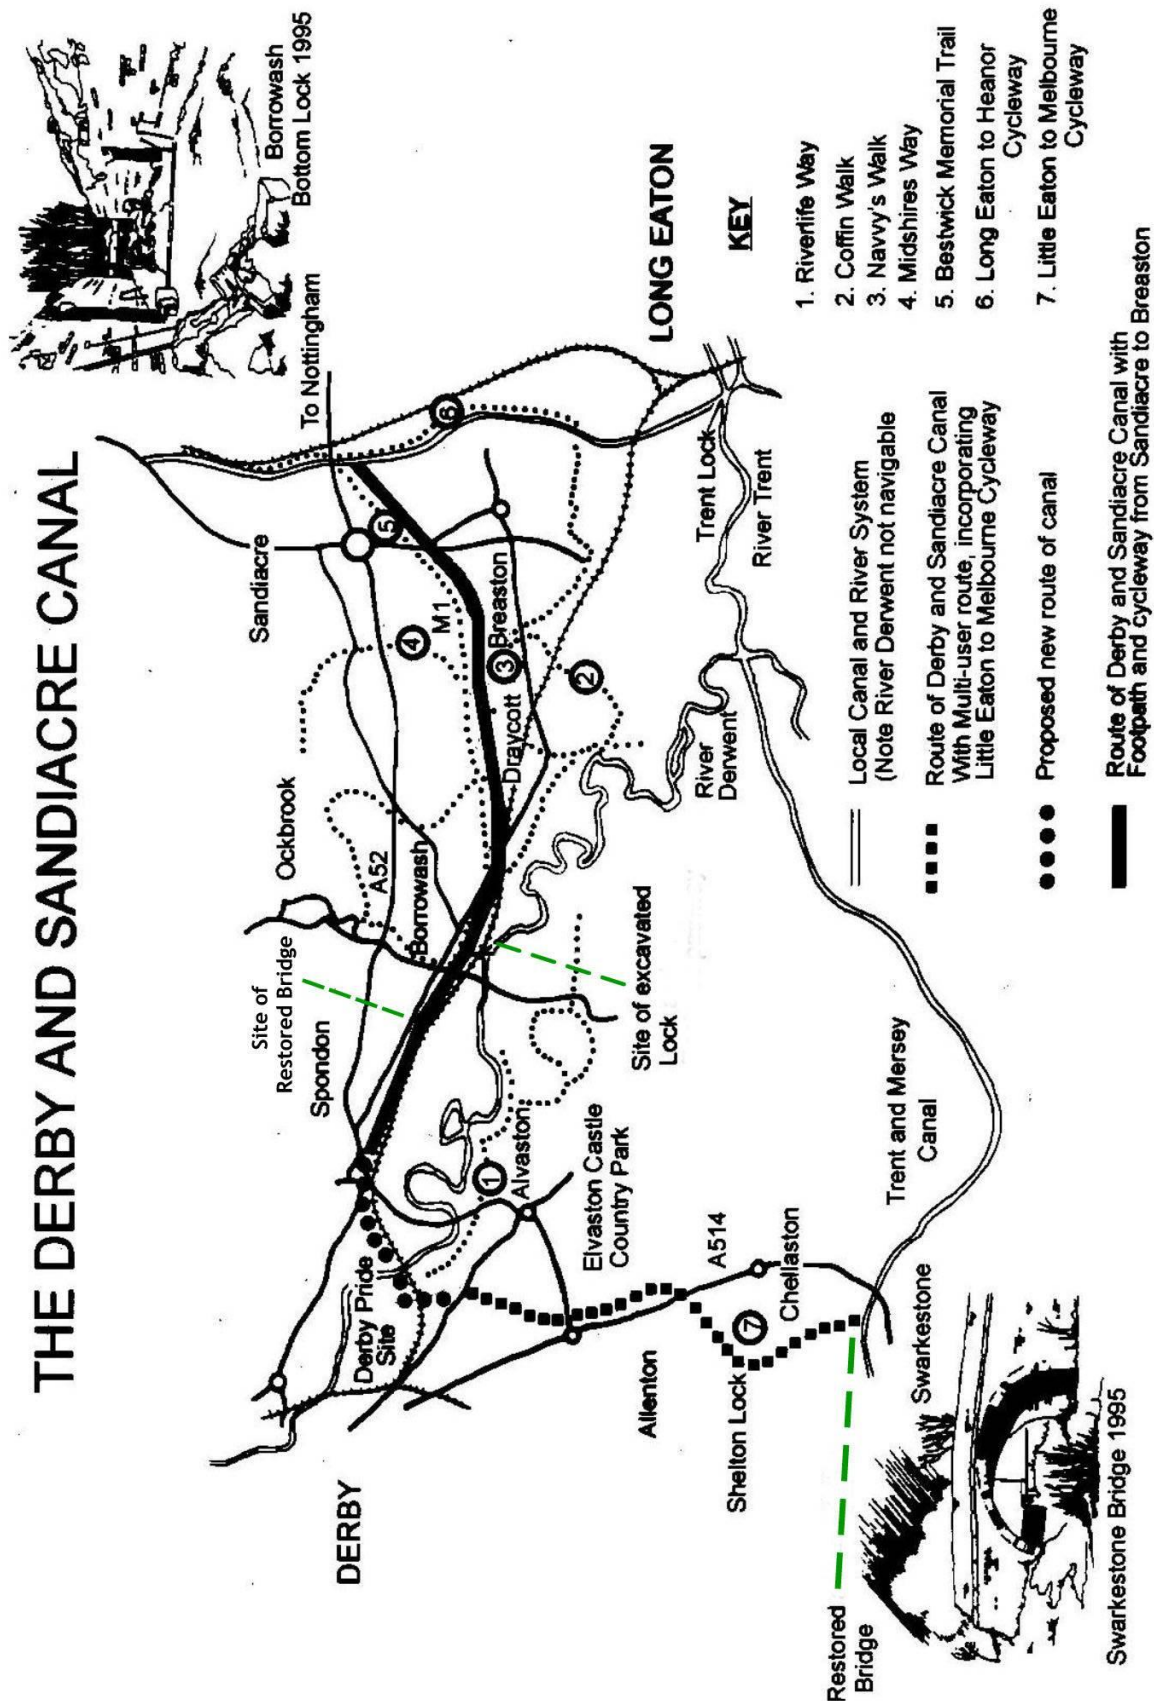 THE DERBY AND SANDIACRE CANAL
Borrowash
Bottom Lock 1995
To Nottingham
Sandiacre
Ockbrook
Site of
Restored Bridge
Spondon
A52
M1
Borrowash
Breaston
Draycott
LONG EATON
DERBY
Derby Pride
Site
Alvaston
Elvaston Castle
Country Park
Site of excavated
Lock
River
Derwent
Trent Lock
River Trent
Allenton
A514
Shelton Lock
Chellaston
Trent and Mersey
Canal
Swarkestone
Restored
Bridge
Swarkestone Bridge 1995
1
2
3
4
5
6
7
KEY
1. Riverlife Way
2. Coffin Walk
3. Navvy's Walk
4. Midshires Way
5. Bestwick Memorial Trail
6. Long Eaton to Heanor
Cycleway
7. Little Eaton to Melbourne
Cycleway
Local Canal and River System
(Note River Derwent not navigable
Route of Derby and Sandiacre Canal
With Multi-user route, incorporating
Little Eaton to Melbourne Cycleway
Proposed new route of canal
Route of Derby and Sandiacre Canal with
Footpath and cycleway from Sandiacre to Breaston